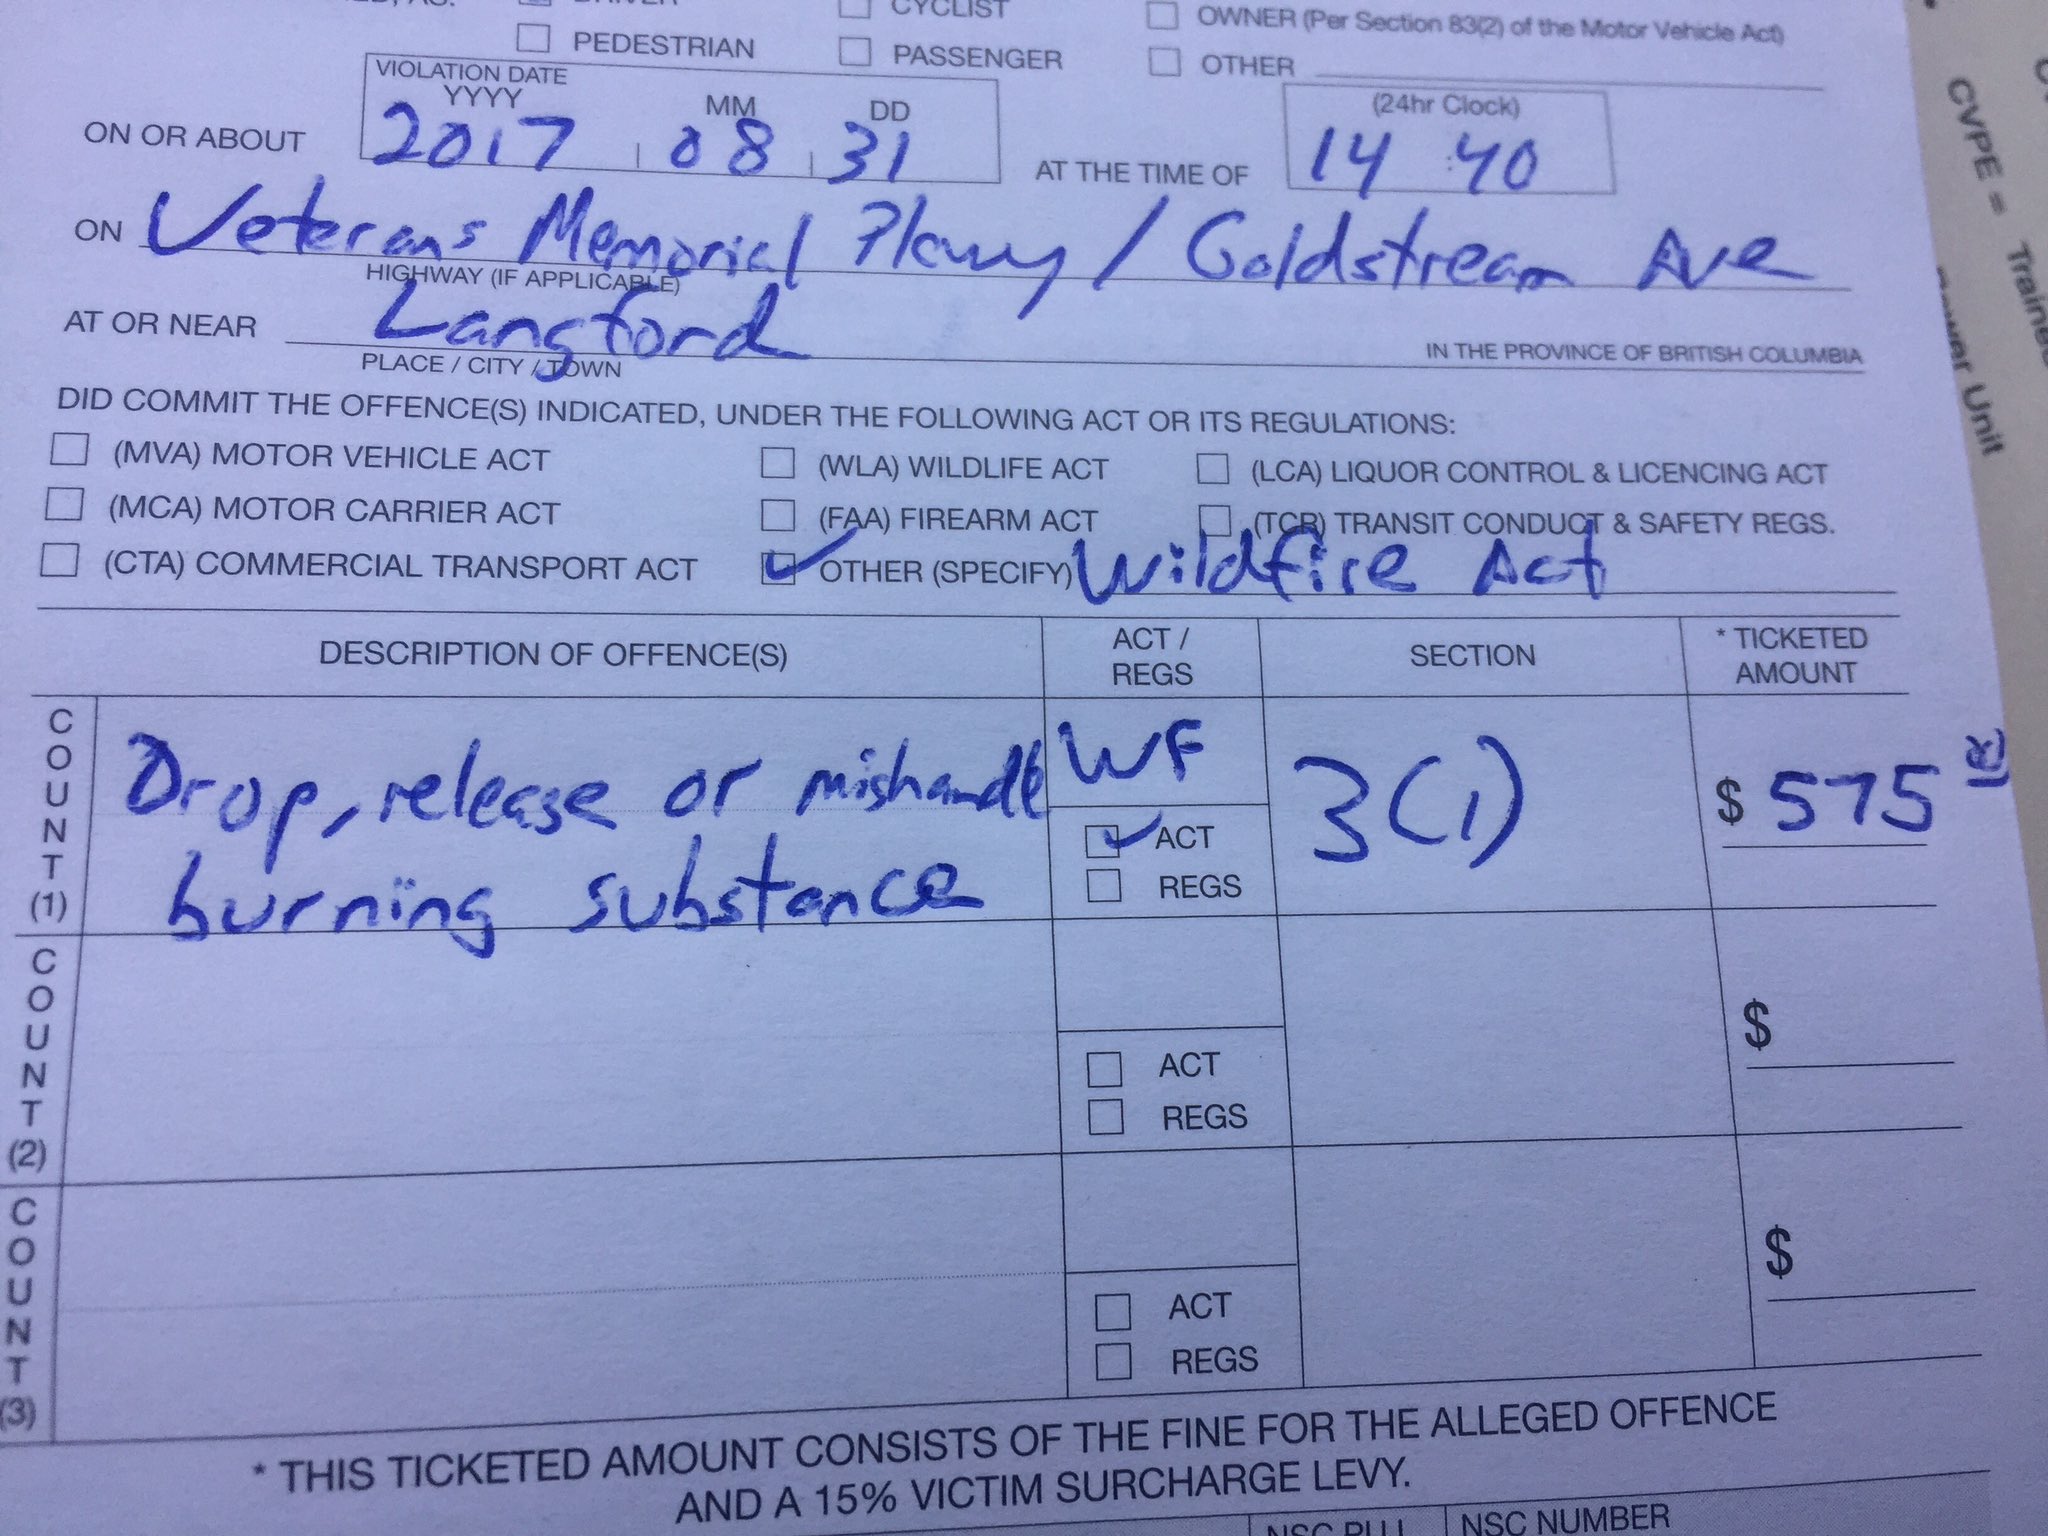 DRIVER CYCLIST OWNER (Per Section 83(2) of the Motor Vehicle Act)
PEDESTRIAN PASSENGER OTHER
VIOLATION DATE
YYYY MM DD (24hr Clock)
ON OR ABOUT 2017 08 31 AT THE TIME OF 14:40
ON Veterans Memorial Pkwy / Goldstream Ave
HIGHWAY (IF APPLICABLE)
AT OR NEAR Langford IN THE PROVINCE OF BRITISH COLUMBIA
PLACE / CITY / TOWN
DID COMMIT THE OFFENCE(S) INDICATED, UNDER THE FOLLOWING ACT OR ITS REGULATIONS:
(MVA) MOTOR VEHICLE ACT (WLA) WILDLIFE ACT (LCA) LIQUOR CONTROL & LICENCING ACT
(MCA) MOTOR CARRIER ACT (FAA) FIREARM ACT (TCR) TRANSIT CONDUCT & SAFETY REGS.
(CTA) COMMERCIAL TRANSPORT ACT OTHER (SPECIFY) Wildfire Act
DESCRIPTION OF OFFENCE(S) ACT / REGS SECTION * TICKETED AMOUNT
COUNT (1) Drop, release or mishandle WF 3(1) $ 575
burning substance ACT
REGS
COUNT (2) $
ACT
REGS
COUNT (3) $
ACT
REGS
* THIS TICKETED AMOUNT CONSISTS OF THE FINE FOR THE ALLEGED OFFENCE
AND A 15% VICTIM SURCHARGE LEVY.
NSC NUMBER
CVPE =
Unit